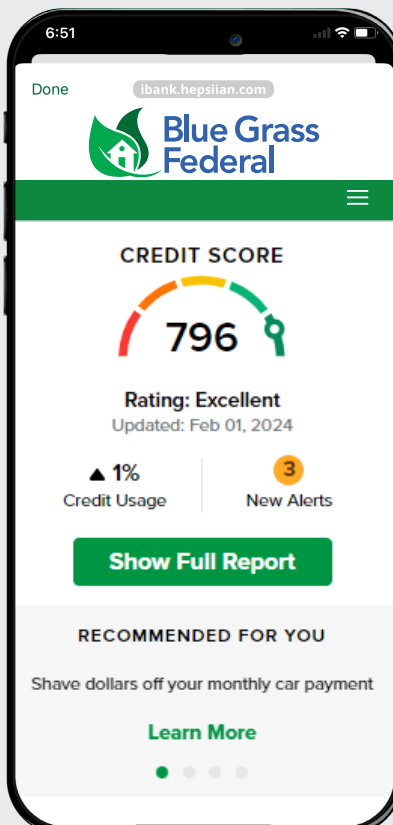 6:51
Done
ibank.hepsiian.com
Blue Grass
Federal
CREDIT SCORE
796
Rating: Excellent
Updated: Feb 01, 2024
▲ 1%
Credit Usage
3
New Alerts
Show Full Report
RECOMMENDED FOR YOU
Shave dollars off your monthly car payment
Learn More